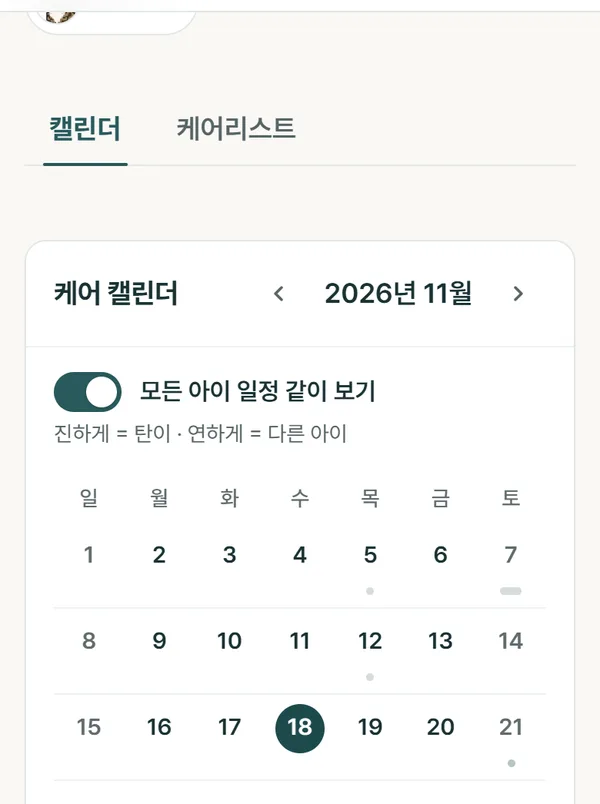 캘린더 케어리스트
케어 캘린더 < 2026년 11월 >
모든 아이 일정 같이 보기
진하게 = 탄이 · 연하게 = 다른 아이
일 월 화 수 목 금 토
1 2 3 4 5 6 7
8 9 10 11 12 13 14
15 16 17 18 19 20 21